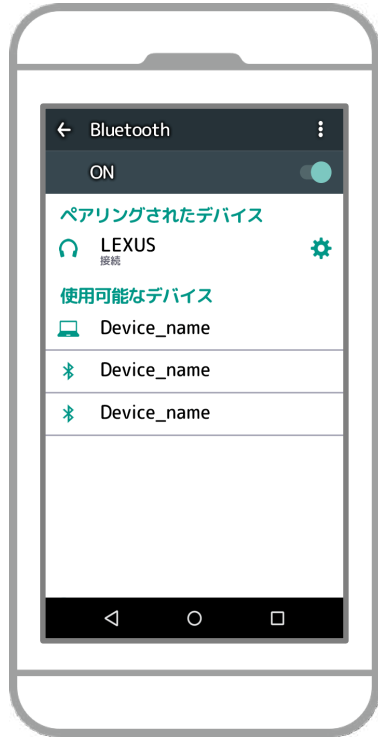 Bluetooth
ON
ペアリングされたデバイス
LEXUS
接続
使用可能なデバイス
Device_name
Device_name
Device_name